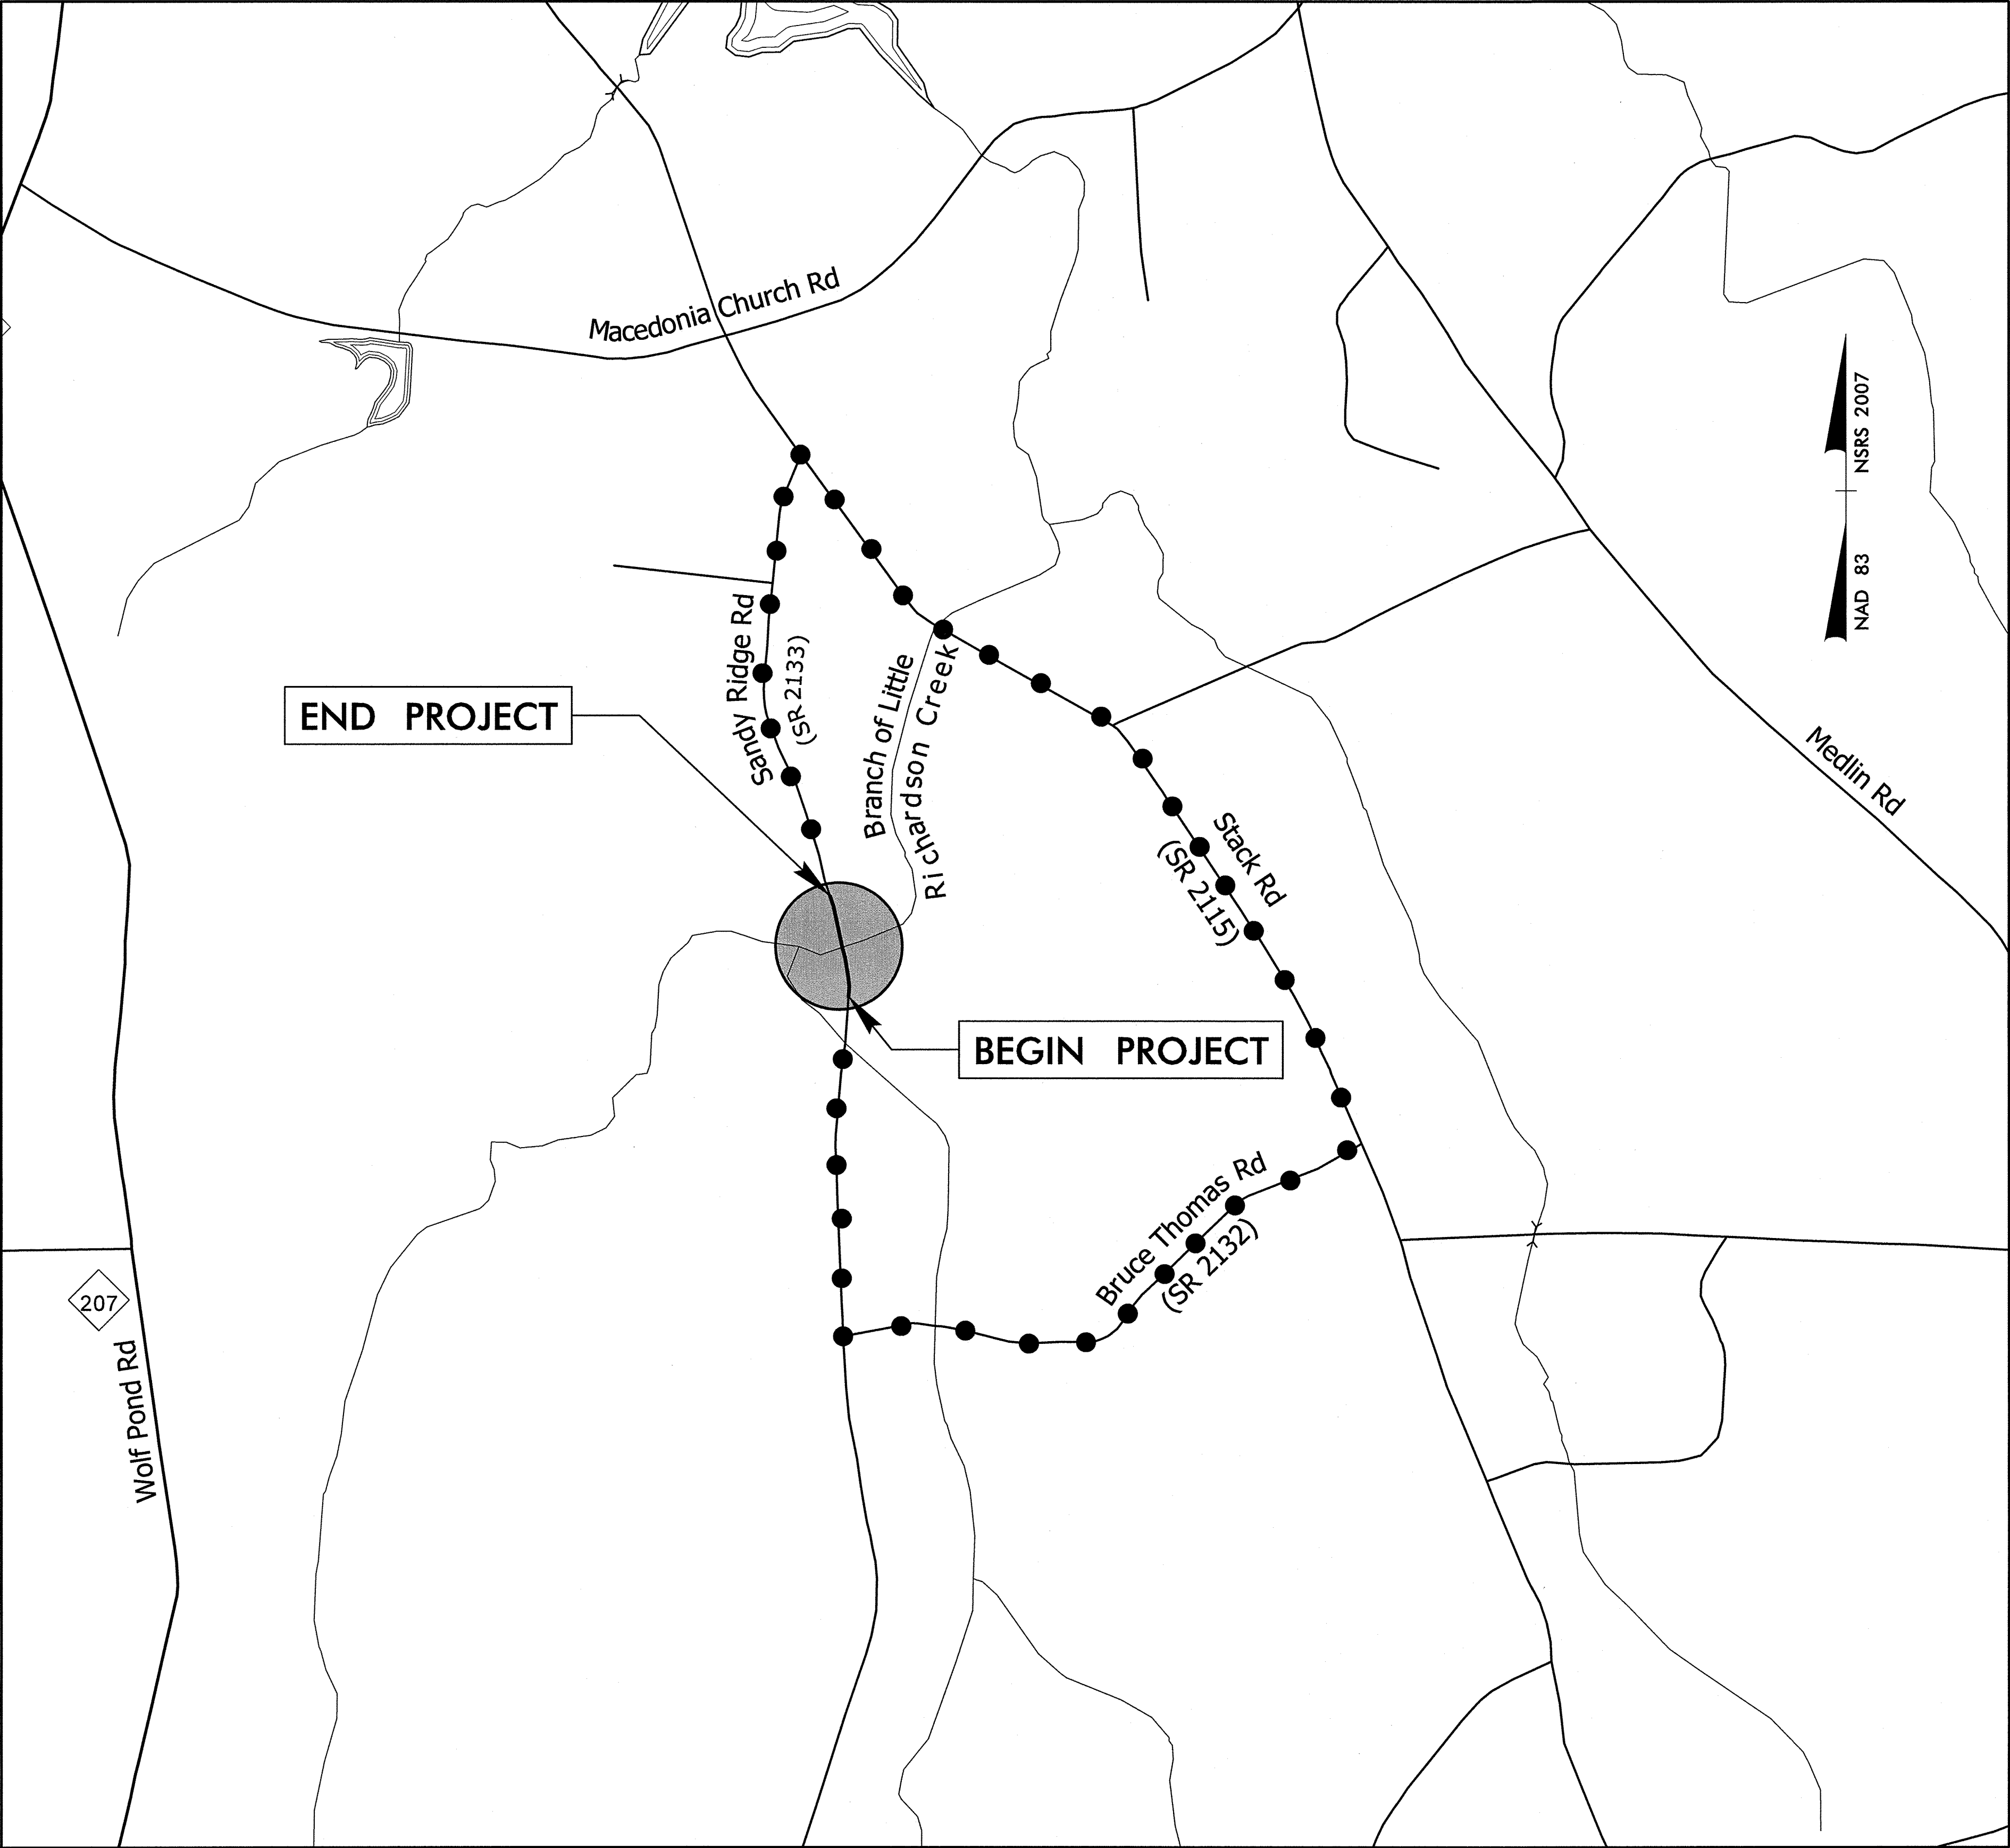 Macedonia Church Rd
NSRS 2007
NAD 83
Sandy Ridge Rd
(SR 2133)
Branch of Little
Richardson Creek
END PROJECT
Medlin Rd
Stack Rd
(SR 2115)
BEGIN PROJECT
Bruce Thomas Rd
(SR 2132)
207
Wolf Pond Rd